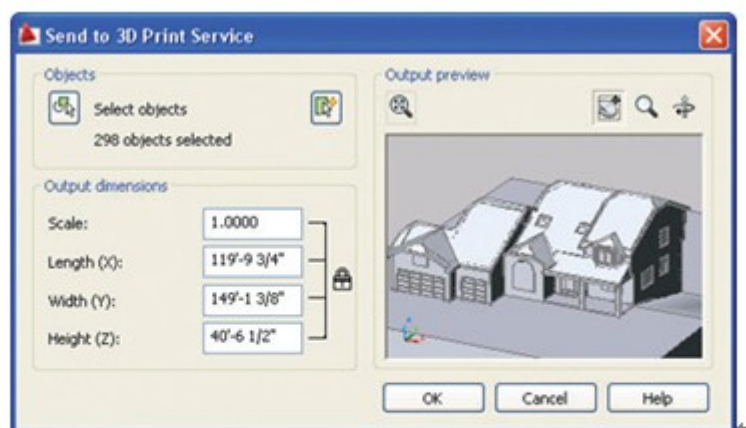 Send to 3D Print Service
Objects
Select objects
298 objects selected
Output dimensions
Scale: 1.0000
Length (X): 119'-9 3/4"
Width (Y): 149'-1 3/8"
Height (Z): 40'-6 1/2"
Output preview
OK Cancel Help